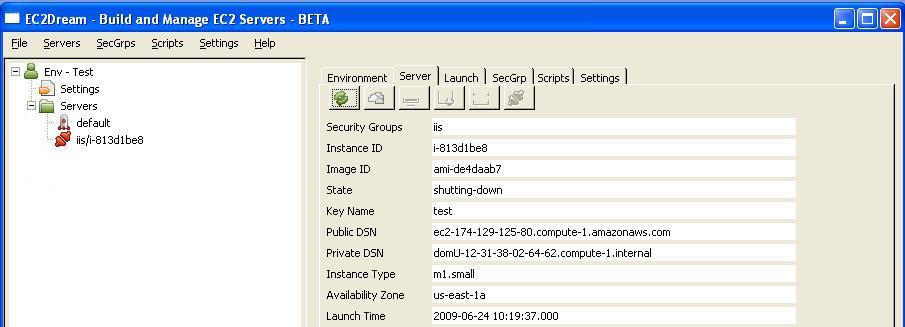 EC2Dream - Build and Manage EC2 Servers - BETA
File Servers SecGrps Scripts Settings Help
Env - Test
Settings
Servers
default
iis/i-813d1be8
Environment Server Launch SecGrp Scripts Settings
Security Groups iis
Instance ID i-813d1be8
Image ID ami-de4daab7
State shutting-down
Key Name test
Public DSN ec2-174-129-125-80.compute-1.amazonaws.com
Private DSN domU-12-31-38-02-64-62.compute-1.internal
Instance Type m1.small
Availability Zone us-east-1a
Launch Time 2009-06-24 10:19:37.000